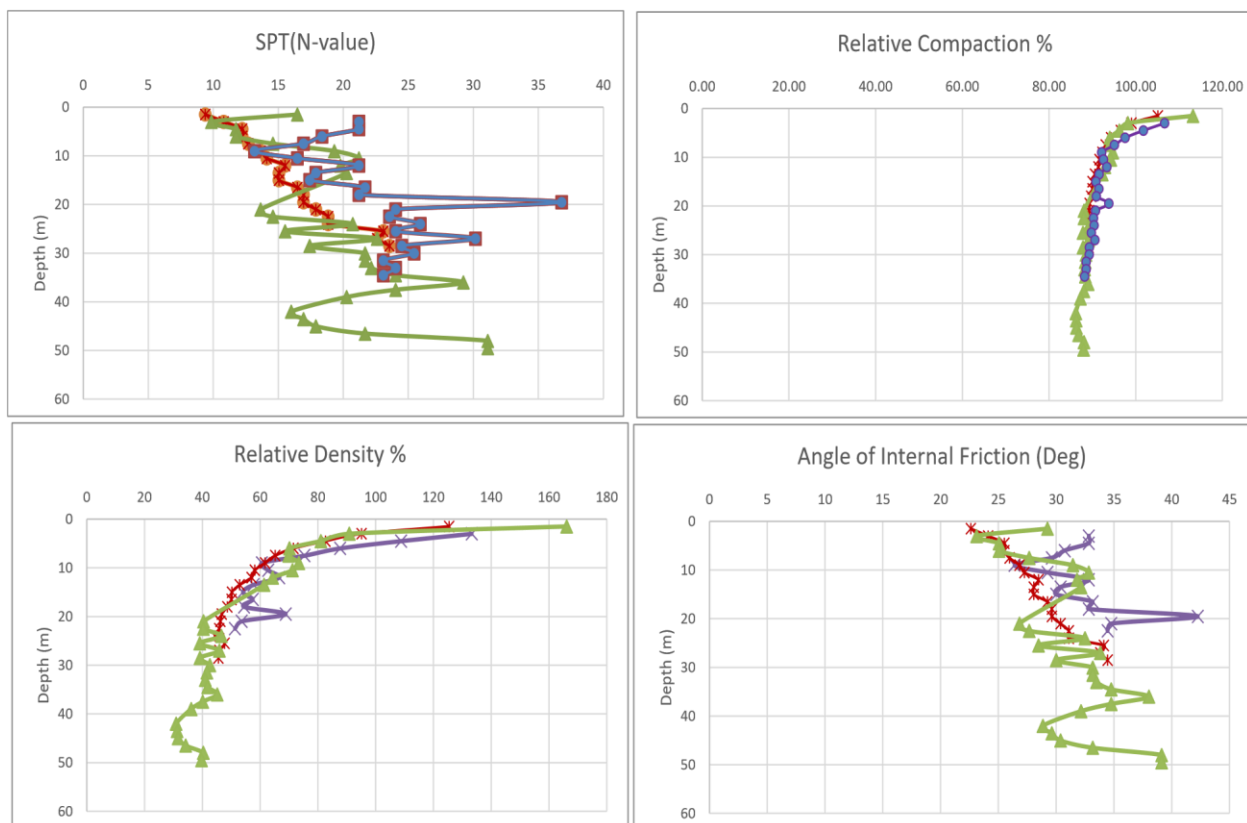 SPT(N-value)
0 5 10 15 20 25 30 35 40
0
10
20
30
40
50
60
Depth (m)
Relative Compaction %
0.00 20.00 40.00 60.00 80.00 100.00 120.00
0
10
20
30
40
50
60
Depth (m)
Relative Density %
0 20 40 60 80 100 120 140 160 180
0
10
20
30
40
50
60
Depth (m)
Angle of Internal Friction (Deg)
0 5 10 15 20 25 30 35 40 45
0
10
20
30
40
50
60
Depth (m)